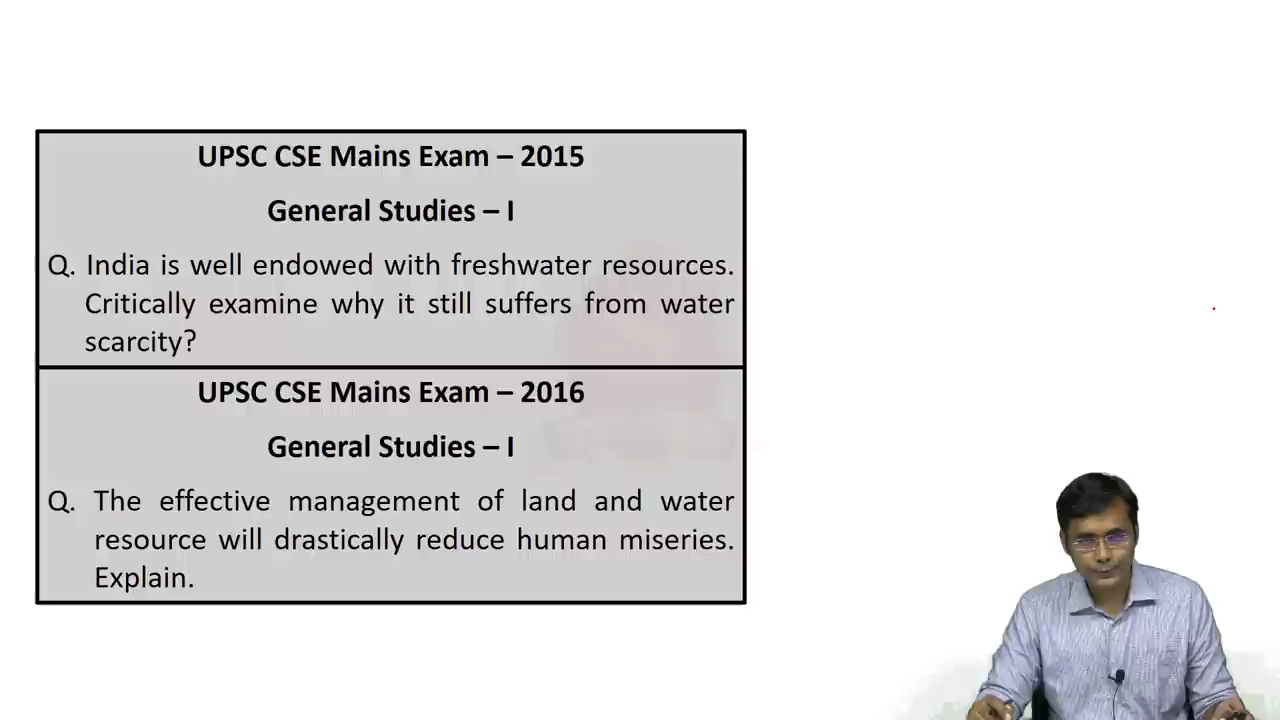 UPSC CSE Mains Exam – 2015
General Studies – I
Q. India is well endowed with freshwater resources.
Critically examine why it still suffers from water
scarcity?
UPSC CSE Mains Exam – 2016
General Studies – I
Q. The effective management of land and water
resource will drastically reduce human miseries.
Explain.